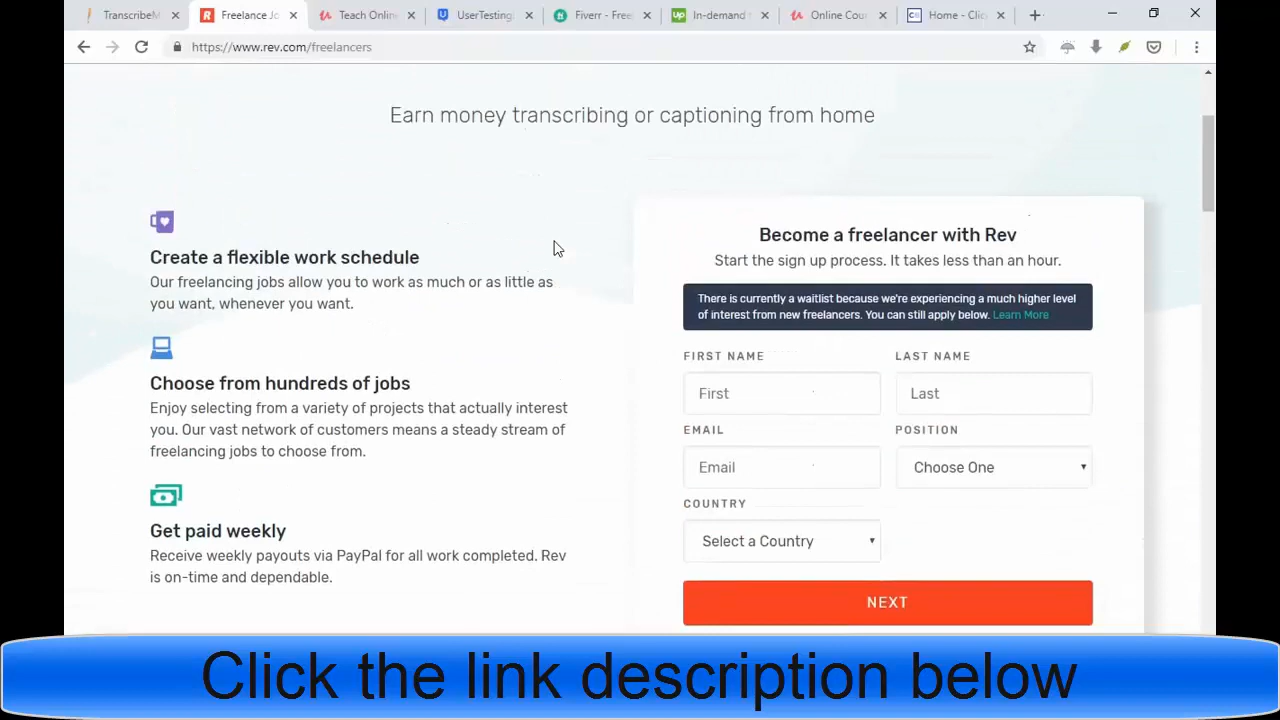 TranscribeM
Freelance Jo
Teach Online
UserTesting
Fiverr - Free
In-demand t
Online Cou
Home - Clic
https://www.rev.com/freelancers
Earn money transcribing or captioning from home
Create a flexible work schedule
Our freelancing jobs allow you to work as much or as little as
you want, whenever you want.
Choose from hundreds of jobs
Enjoy selecting from a variety of projects that actually interest
you. Our vast network of customers means a steady stream of
freelancing jobs to choose from.
Get paid weekly
Receive weekly payouts via PayPal for all work completed. Rev
is on-time and dependable.
Become a freelancer with Rev
Start the sign up process. It takes less than an hour.
There is currently a waitlist because we're experiencing a much higher level
of interest from new freelancers. You can still apply below. Learn More
FIRST NAME
LAST NAME
First
Last
EMAIL
POSITION
Email
Choose One
COUNTRY
Select a Country
NEXT
Click the link description below